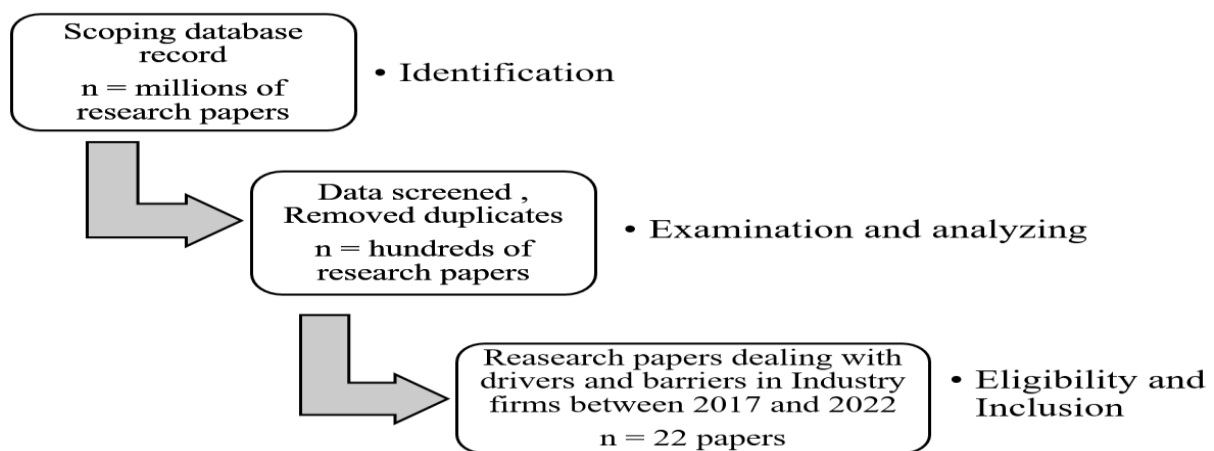 Scoping database
record
n = millions of
research papers
• Identification
Data screened ,
Removed duplicates
n = hundreds of
research papers
• Examination and analyzing
Reasearch papers dealing with
drivers and barriers in Industry
firms between 2017 and 2022
n = 22 papers
• Eligibility and
Inclusion